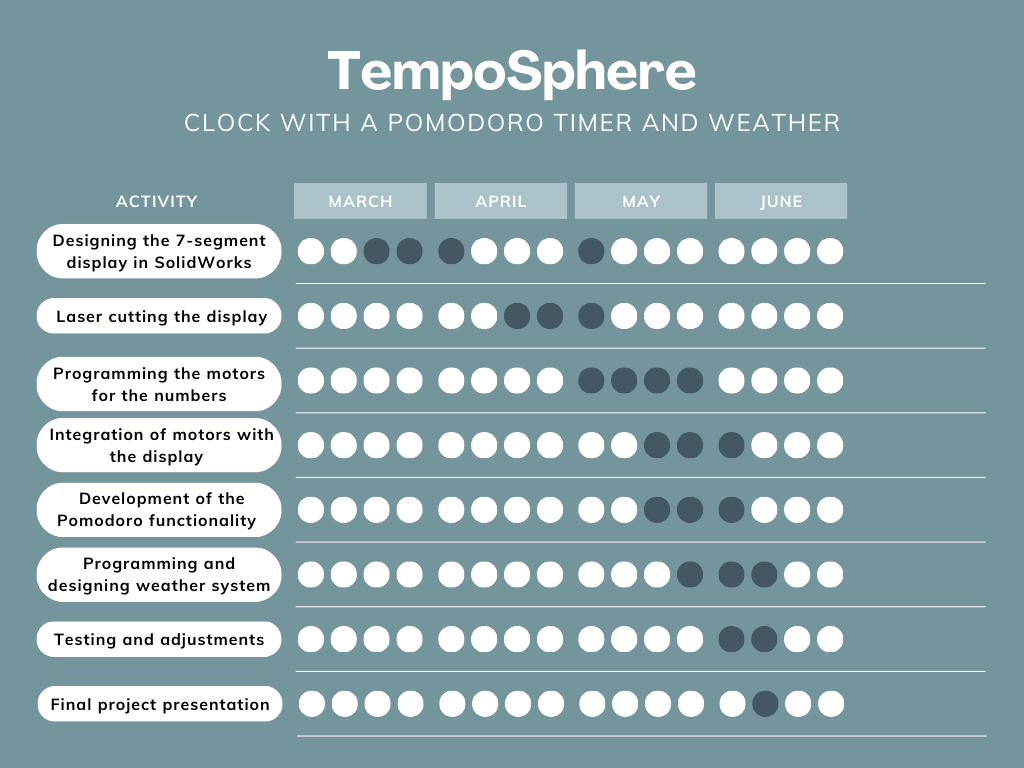 TempoSphere
CLOCK WITH A POMODORO TIMER AND WEATHER
ACTIVITY MARCH APRIL MAY JUNE
Designing the 7-segment
display in SolidWorks
Laser cutting the display
Programming the motors
for the numbers
Integration of motors with
the display
Development of the
Pomodoro functionality
Programming and
designing weather system
Testing and adjustments
Final project presentation